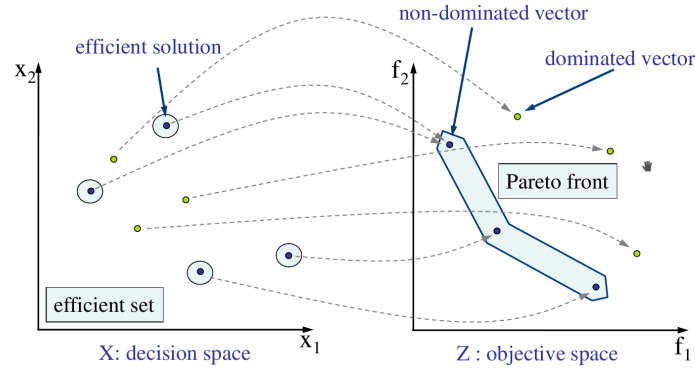 non-dominated vector
efficient solution
dominated vector
x2
f2
Pareto front
efficient set
x1
f1
X: decision space
Z : objective space